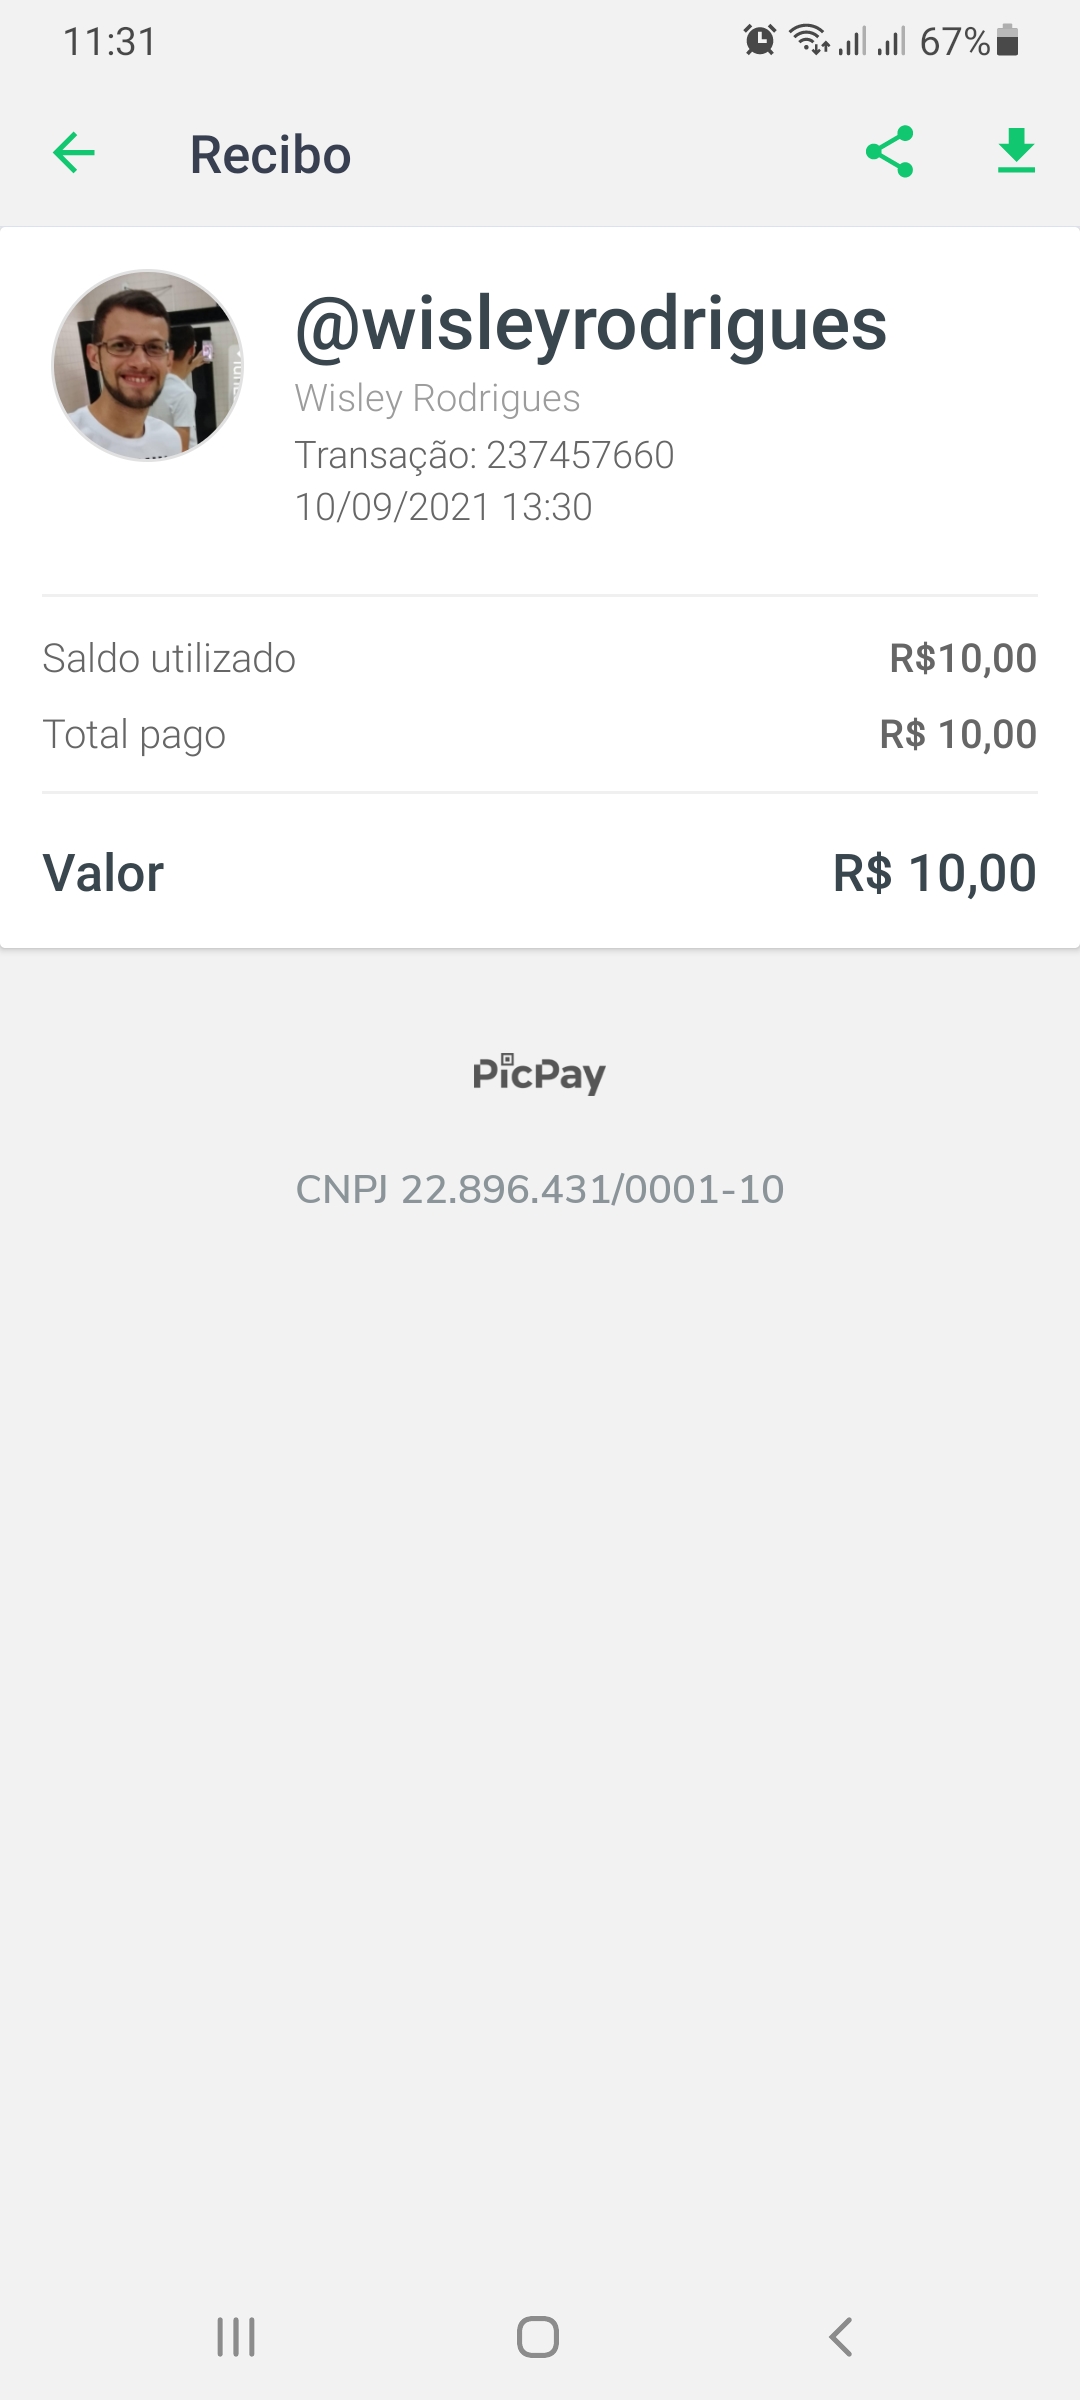 11:31
67%
Recibo
@wisleyrodrigues
Wisley Rodrigues
Transação: 237457660
10/09/2021 13:30
Saldo utilizado R$10,00
Total pago R$ 10,00
Valor R$ 10,00
PicPay
CNPJ 22.896.431/0001-10